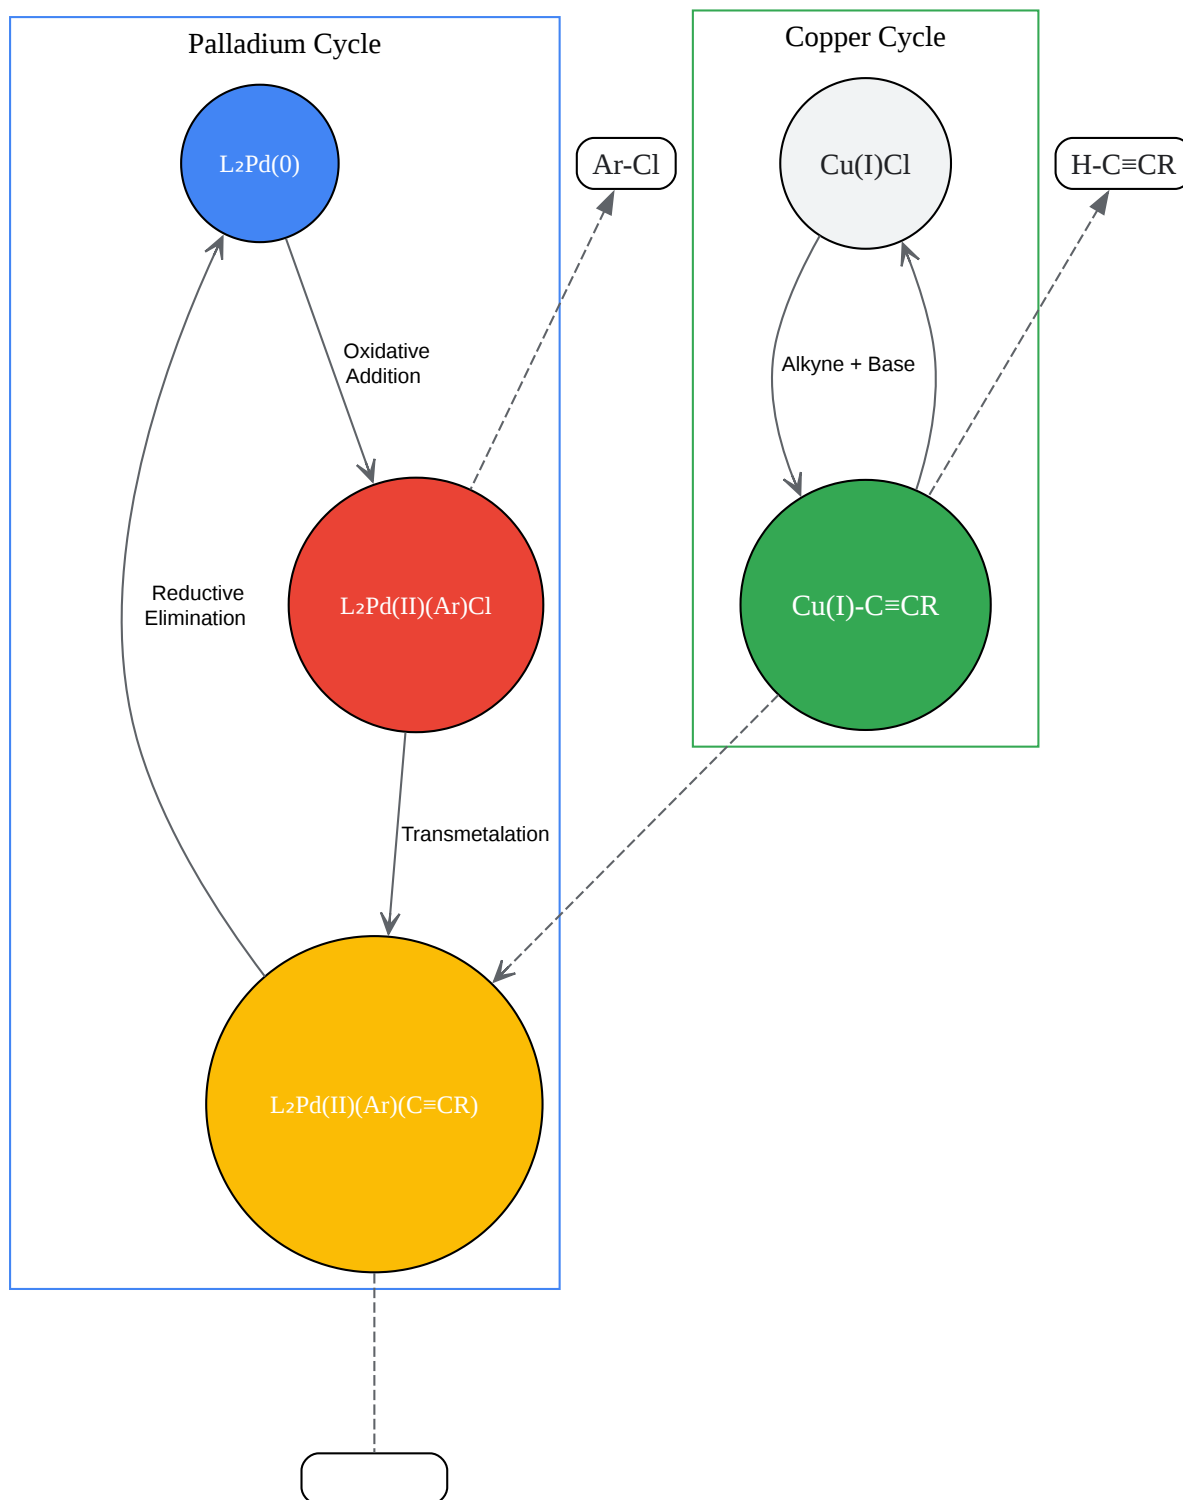 Palladium Cycle
Copper Cycle
L₂Pd(0)
Ar-Cl
Cu(I)Cl
H-C≡CR
Oxidative
Addition
Alkyne + Base
Reductive
Elimination
L₂Pd(II)(Ar)Cl
Cu(I)-C≡CR
Transmetalation
L₂Pd(II)(Ar)(C≡CR)